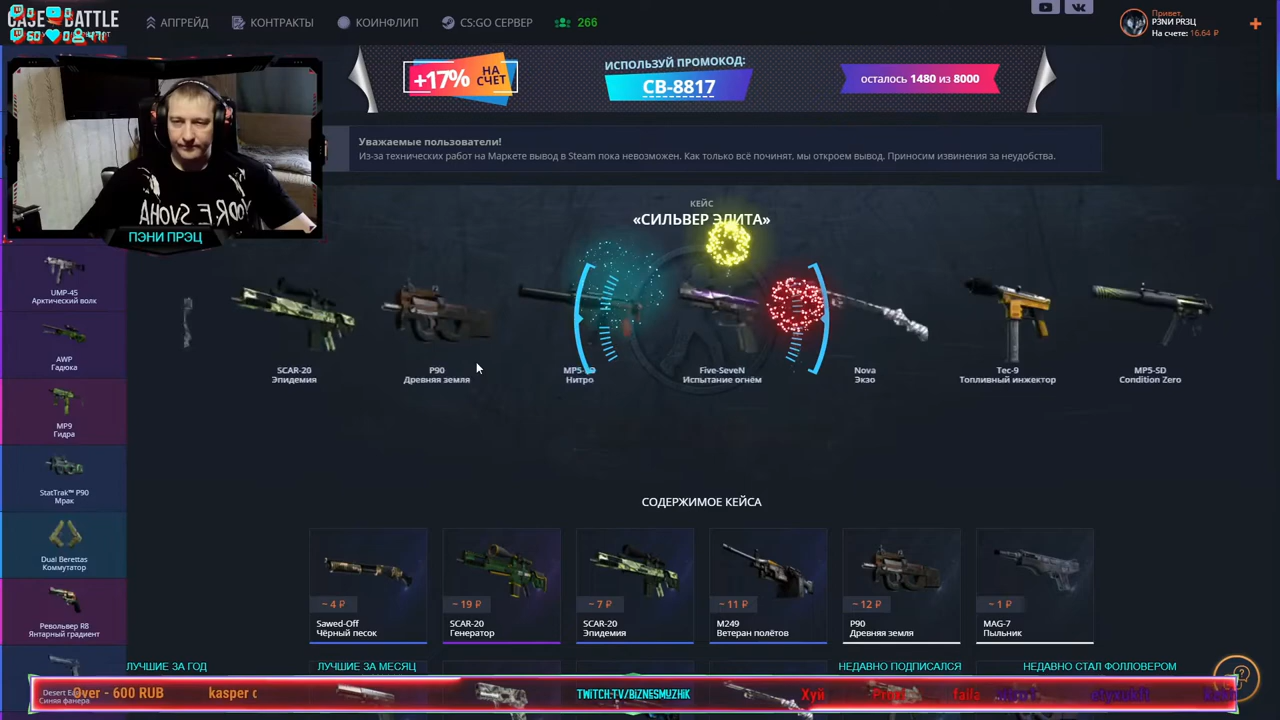 CASE BATTLE
АПГРЕЙД
КОНТРАКТЫ
КОИНФЛИП
CS:GO СЕРВЕР
266
Привет,
PЗNИ PRЗЦ
На счете: 16.64 ₽
+17% НА СЧЕТ
ИСПОЛЬЗУЙ ПРОМОКОД:
CB-8817
осталось 1480 из 8000
Уважаемые пользователи!
Из-за технических работ на Маркете вывод в Steam пока невозможен. Как только всё починят, мы откроем вывод. Приносим извинения за неудобства.
ПЭНИ ПРЭЦ
КЕЙС
«СИЛЬВЕР ЭЛИТА»
UMP-45
Арктический волк
AWP
Гадюка
MP9
Гидра
StatTrak™ P90
Мрак
Dual Berettas
Коммутатор
Револьвер R8
Янтарный градиент
Синяя фанера
SCAR-20
Эпидемия
P90
Древняя земля
MP5-SD
Нитро
Five-SeveN
Испытание огнём
Nova
Экзо
Tec-9
Топливный инжектор
MP5-SD
Condition Zero
СОДЕРЖИМОЕ КЕЙСА
~ 4 ₽
Sawed-Off
Чёрный песок
~ 19 ₽
SCAR-20
Генератор
~ 7 ₽
SCAR-20
Эпидемия
~ 11 ₽
M249
Ветеран полётов
~ 12 ₽
P90
Древняя земля
~ 1 ₽
MAG-7
Пыльник
ЛУЧШИЕ ЗА ГОД
ЛУЧШИЕ ЗА МЕСЯЦ
НЕДАВНО ПОДПИСАЛСЯ
НЕДАВНО СТАЛ ФОЛЛОВЕРОМ
Over - 600 RUB
kasper
TWITCH.TV/BIZNESMUZHIK
Хуй